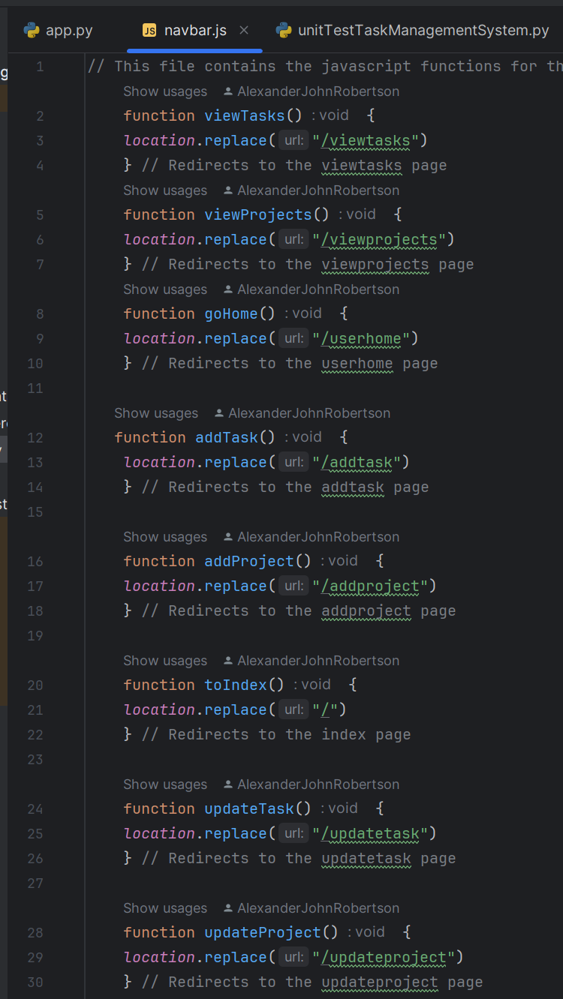 app.py navbar.js unitTestTaskManagementSystem.py
1 // This file contains the javascript functions for th
Show usages AlexanderJohnRobertson
2 function viewTasks() : void {
3 location.replace( url: "/viewtasks")
4 } // Redirects to the viewtasks page
Show usages AlexanderJohnRobertson
5 function viewProjects() : void {
6 location.replace( url: "/viewprojects")
7 } // Redirects to the viewprojects page
Show usages AlexanderJohnRobertson
8 function goHome() : void {
9 location.replace( url: "/userhome")
10 } // Redirects to the userhome page
11
Show usages AlexanderJohnRobertson
12 function addTask() : void {
13 location.replace( url: "/addtask")
14 } // Redirects to the addtask page
15
Show usages AlexanderJohnRobertson
16 function addProject() : void {
17 location.replace( url: "/addproject")
18 } // Redirects to the addproject page
19
Show usages AlexanderJohnRobertson
20 function toIndex() : void {
21 location.replace( url: "/")
22 } // Redirects to the index page
23
Show usages AlexanderJohnRobertson
24 function updateTask() : void {
25 location.replace( url: "/updatetask")
26 } // Redirects to the updatetask page
27
Show usages AlexanderJohnRobertson
28 function updateProject() : void {
29 location.replace( url: "/updateproject")
30 } // Redirects to the updateproject page